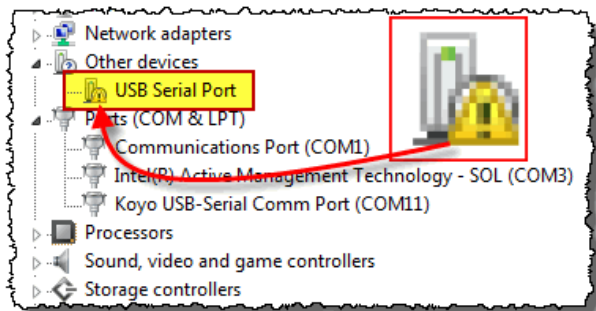 Network adapters
Other devices
USB Serial Port
Ports (COM & LPT)
Communications Port (COM1)
Intel(R) Active Management Technology - SOL (COM3)
Koyo USB-Serial Comm Port (COM11)
Processors
Sound, video and game controllers
Storage controllers